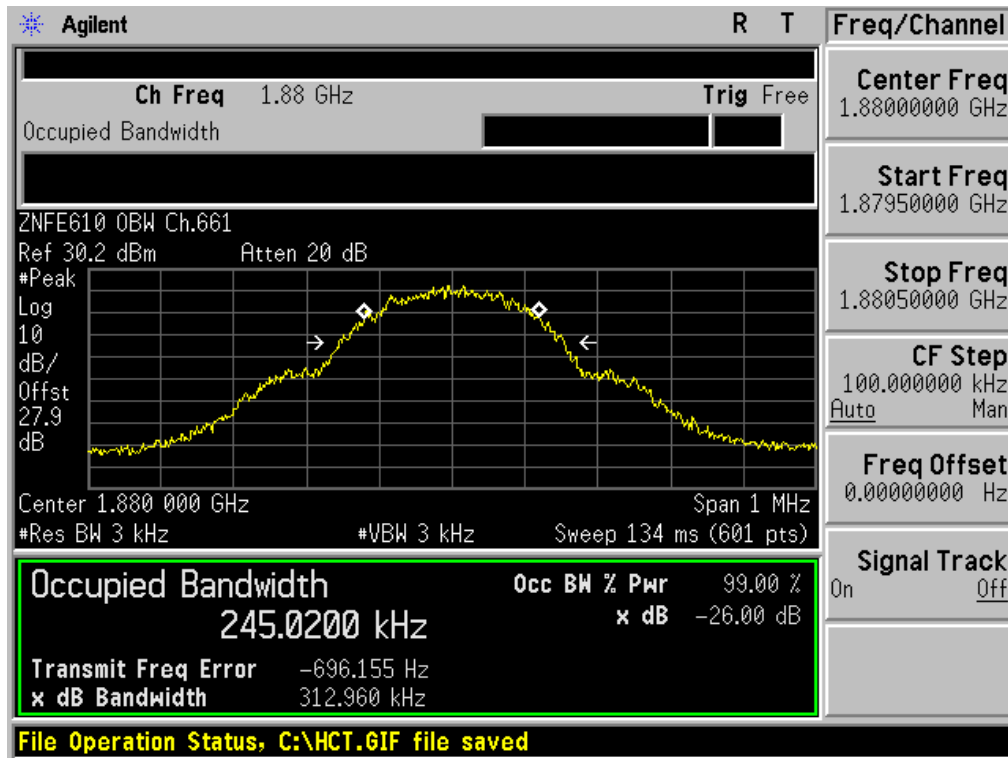 Agilent R T
Freq/Channel
Ch Freq 1.88 GHz Trig Free
Occupied Bandwidth
Center Freq
1.88000000 GHz
Start Freq
1.87950000 GHz
Stop Freq
1.88050000 GHz
CF Step
100.000000 kHz
Auto Man
Freq Offset
0.00000000 Hz
Signal Track
On Off
ZNFE610 OBW Ch.661
Ref 30.2 dBm Atten 20 dB
#Peak
Log
10
dB/
Offst
27.9
dB
Center 1.880 000 GHz Span 1 MHz
#Res BW 3 kHz #VBW 3 kHz Sweep 134 ms (601 pts)
Occupied Bandwidth Occ BW % Pwr 99.00 %
245.0200 kHz x dB -26.00 dB
Transmit Freq Error -696.155 Hz
x dB Bandwidth 312.960 kHz
File Operation Status, C:\HCT.GIF file saved